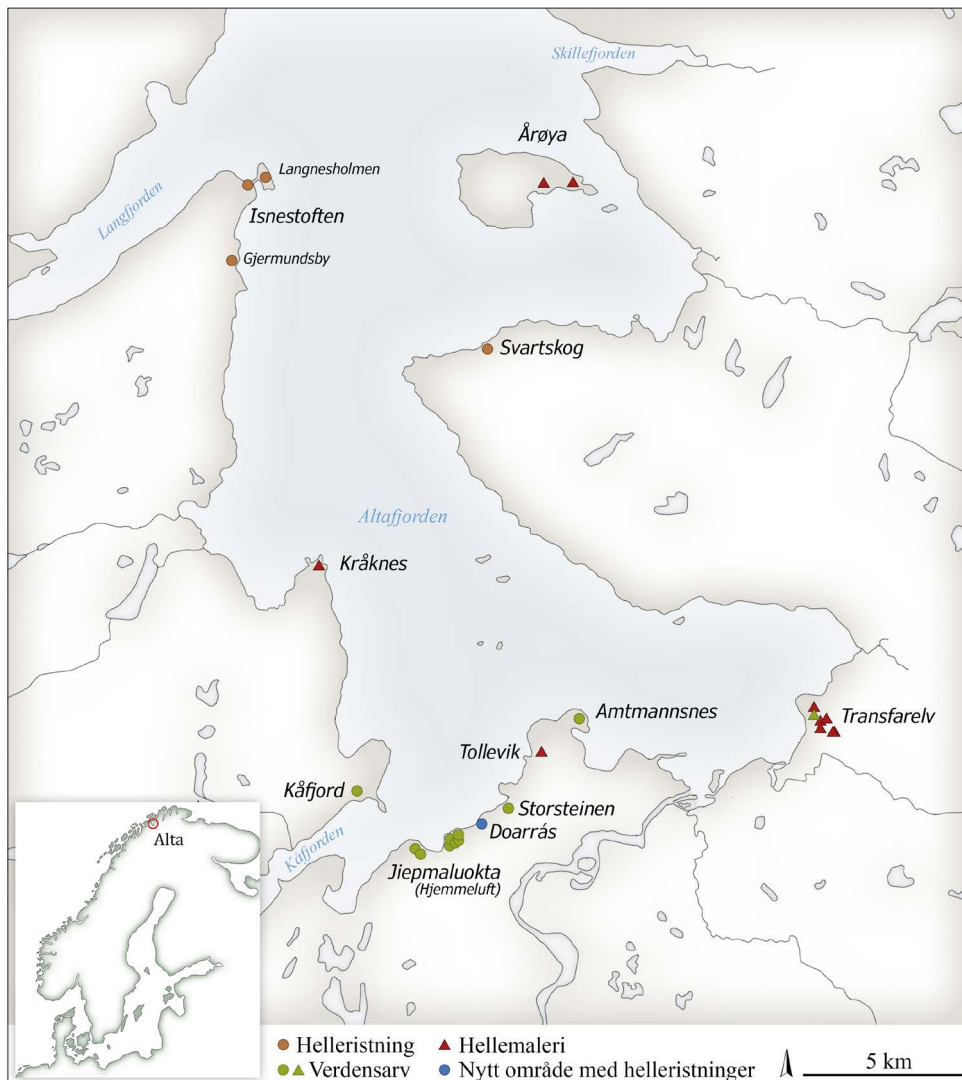 Skillefjorden
Årøya
Langnesholmen
Langfjorden
Isnestoften
Gjermundsby
Svartskog
Altafjorden
Kråknes
Amtmannsnes
Transfarelv
Tollevik
Kåfjord
Storsteinen
Doarrás
Kåfjorden
Jiepmaluokta
(Hjemmeluft)
Alta
Helleristning
Hellemaleri
Verdensarv
Nytt område med helleristninger
5 km